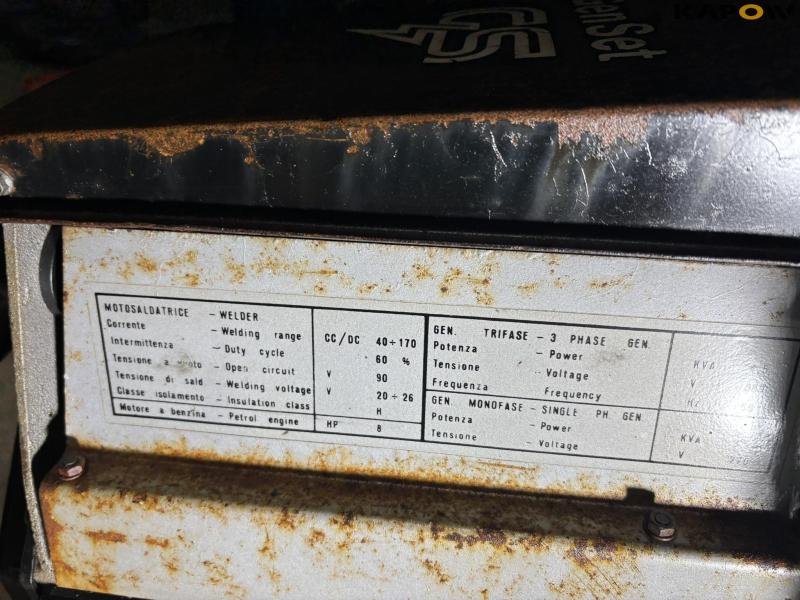 KAPOW
GS
Gen Set
MOTOSALDATRICE - WELDER
Corrente - Welding range CC/DC 40÷170
Intermittenza - Duty cycle 60 %
Tensione a - Open circuit V 90
Tensione di sald - Welding voltage V 20÷26
Classe isolamento - Insulation class H
Motore a benzina - Petrol engine HP 8
GEN. TRIFASE - 3 PHASE GEN.
Potenza - Power KVA
Tensione - Voltage V
Frequenza Frequency Hz
GEN. MONOFASE - SINGLE PH. GEN
Potenza - Power KVA
Tensione - Voltage V